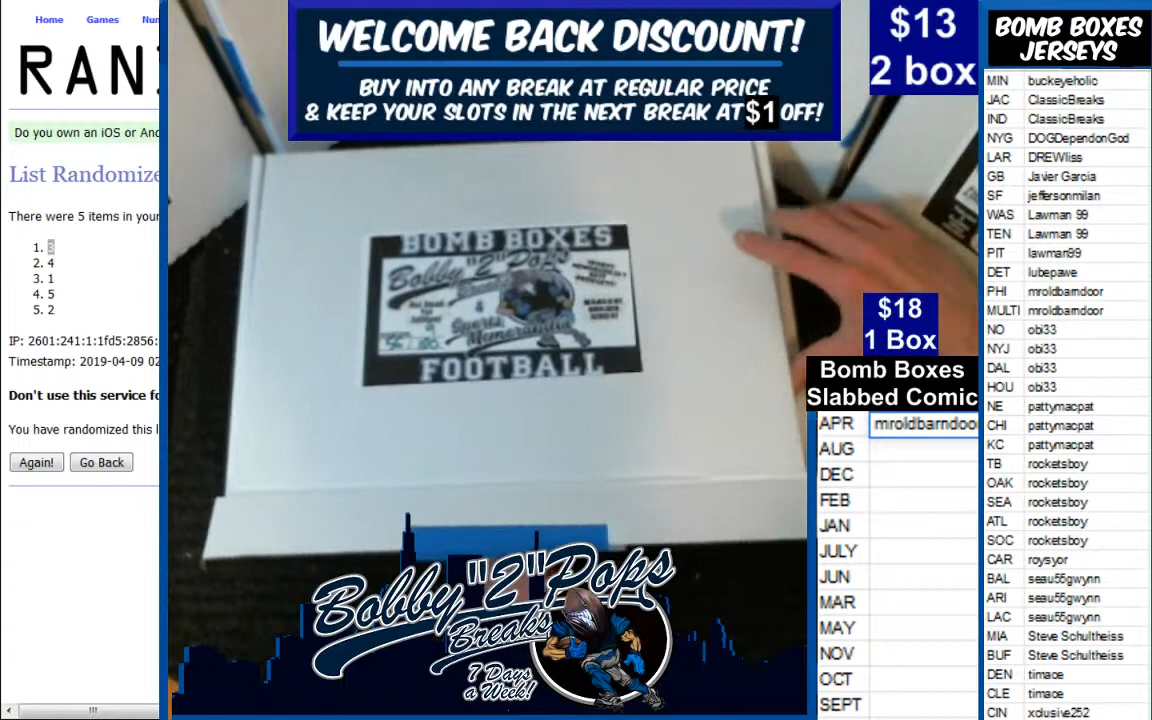 Home Games
RAN
Do you own an iOS or And
List Randomize
There were 5 items in your
1. 3
2. 4
3. 1
4. 5
5. 2
IP: 2601:241:1:1fd5:2856:
Timestamp: 2019-04-09 02
Don't use this service fo
You have randomized this l
Again! Go Back
WELCOME BACK DISCOUNT!
BUY INTO ANY BREAK AT REGULAR PRICE
& KEEP YOUR SLOTS IN THE NEXT BREAK AT $1 OFF!
BOMB BOXES
Bobby "2" Pops
Breaks
&
Sports
Memorabilia
FOOTBALL
Bobby "2" Pops
Breaks
7 Days
a Week!
$13
2 box
$18
1 Box
Bomb Boxes
Slabbed Comic
APR mroldbarndoor
AUG
DEC
FEB
JAN
JULY
JUN
MAR
MAY
NOV
OCT
SEPT
BOMB BOXES
JERSEYS
MIN buckeyeholic
JAC ClassicBreaks
IND ClassicBreaks
NYG DOGDependonGod
LAR DREWliss
GB Javier Garcia
SF jeffersonmilan
WAS Lawman 99
TEN Lawman 99
PIT lawman99
DET lubepawe
PHI mroldbarndoor
MULTI mroldbarndoor
NO obi33
NYJ obi33
DAL obi33
HOU obi33
NE pattymacpat
CHI pattymacpat
KC pattymacpat
TB rocketsboy
OAK rocketsboy
SEA rocketsboy
ATL rocketsboy
SOC rocketsboy
CAR roysyor
BAL seau55gwynn
ARI seau55gwynn
LAC seau55gwynn
MIA Steve Schultheiss
BUF Steve Schultheiss
DEN timace
CLE timace
CIN xclusive252